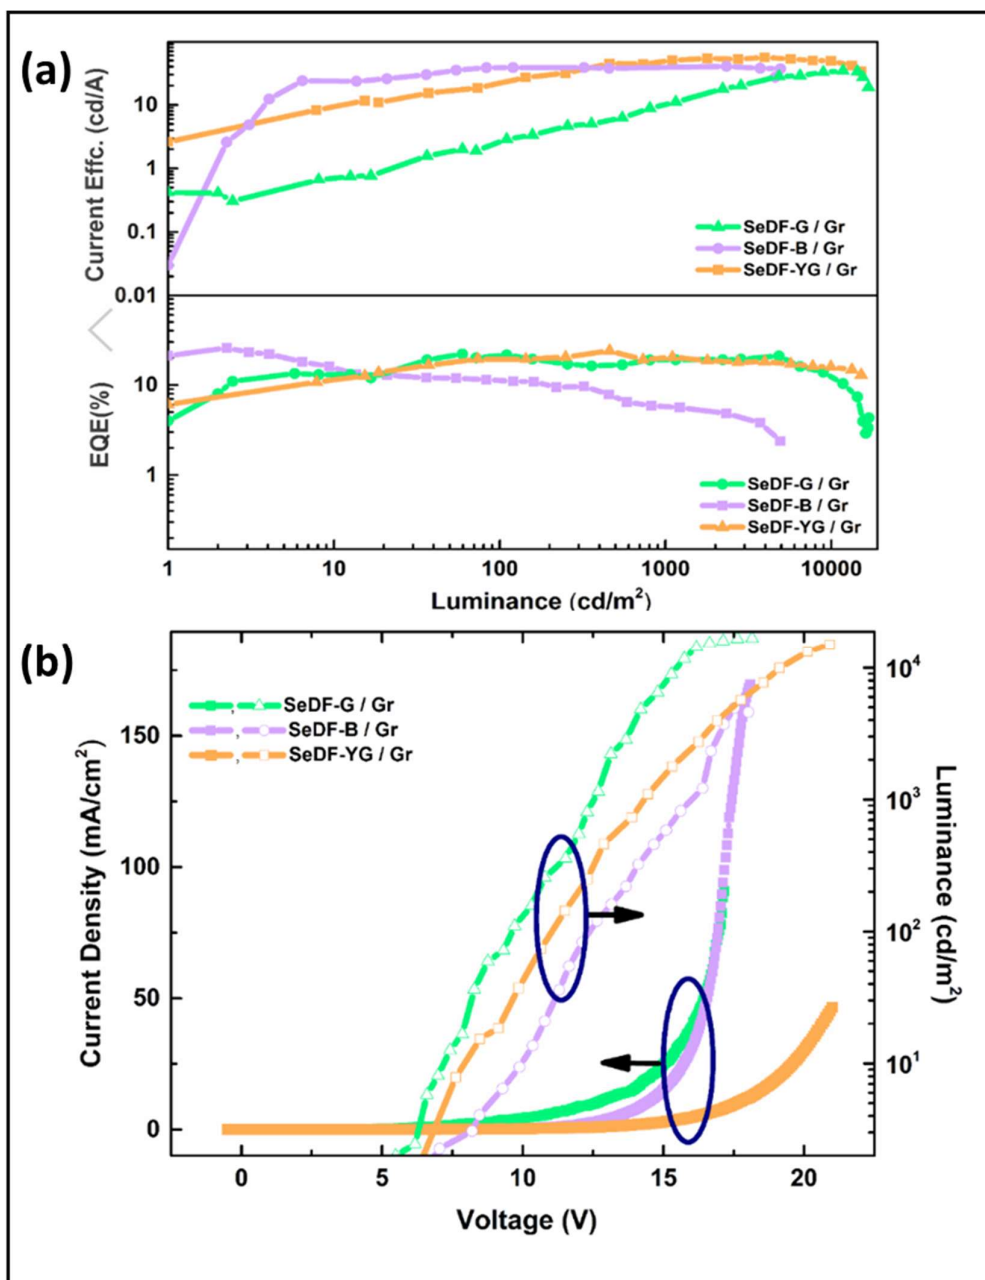 (a)
Current Effc. (cd/A)
10
1
0.1
0.01
SeDF-G / Gr
SeDF-B / Gr
SeDF-YG / Gr
EQE(%)
10
1
SeDF-G / Gr
SeDF-B / Gr
SeDF-YG / Gr
1 10 100 1000 10000
Luminance (cd/m²)
(b)
SeDF-G / Gr
SeDF-B / Gr
SeDF-YG / Gr
Current Density (mA/cm²)
150
100
50
0
10⁴
10³
10²
10¹
Luminance (cd/m²)
0 5 10 15 20
Voltage (V)